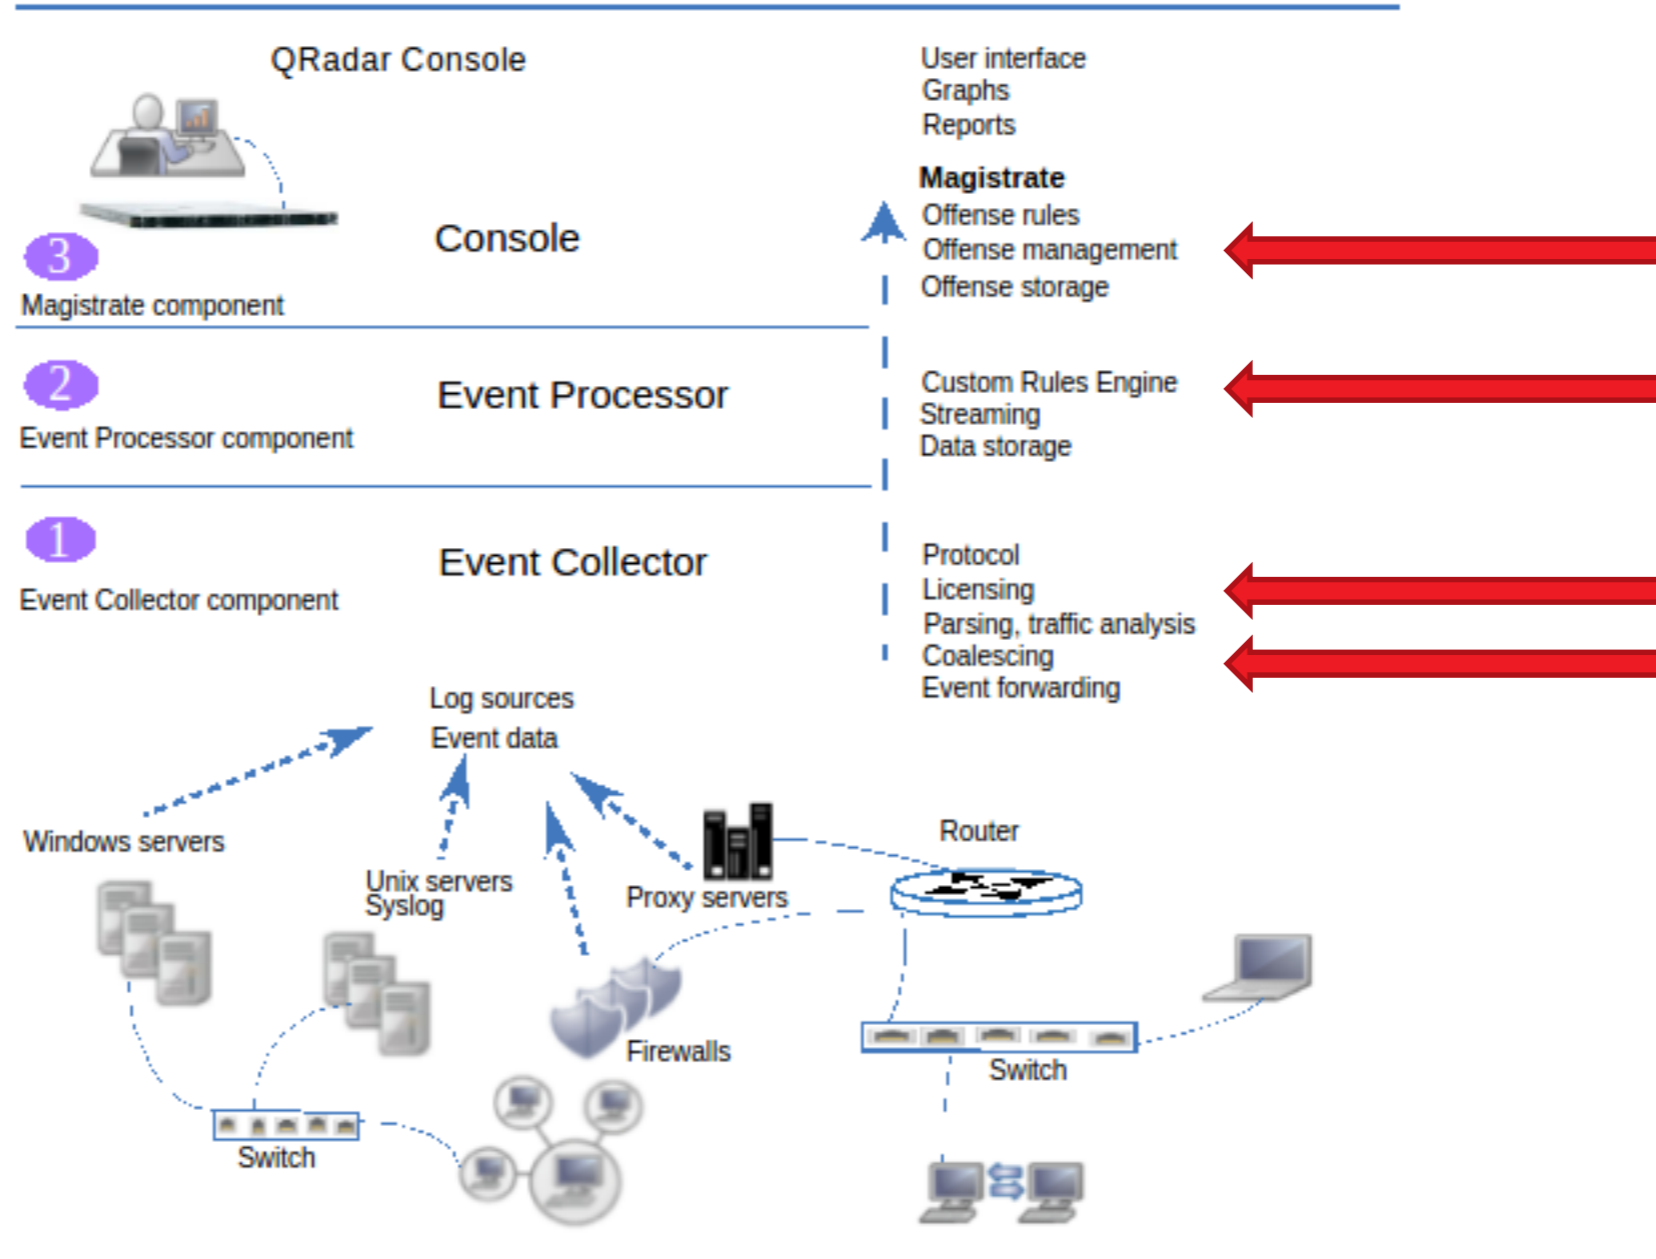 QRadar Console
User interface
Graphs
Reports
Magistrate
Offense rules
Console
Offense management
3
Offense storage
Magistrate component
2
Event Processor
Custom Rules Engine
Streaming
Event Processor component
Data storage
1
Event Collector
Protocol
Licensing
Event Collector component
Parsing, traffic analysis
Coalescing
Event forwarding
Log sources
Event data
Windows servers
Router
Unix servers
Syslog
Proxy servers
Firewalls
Switch
Switch